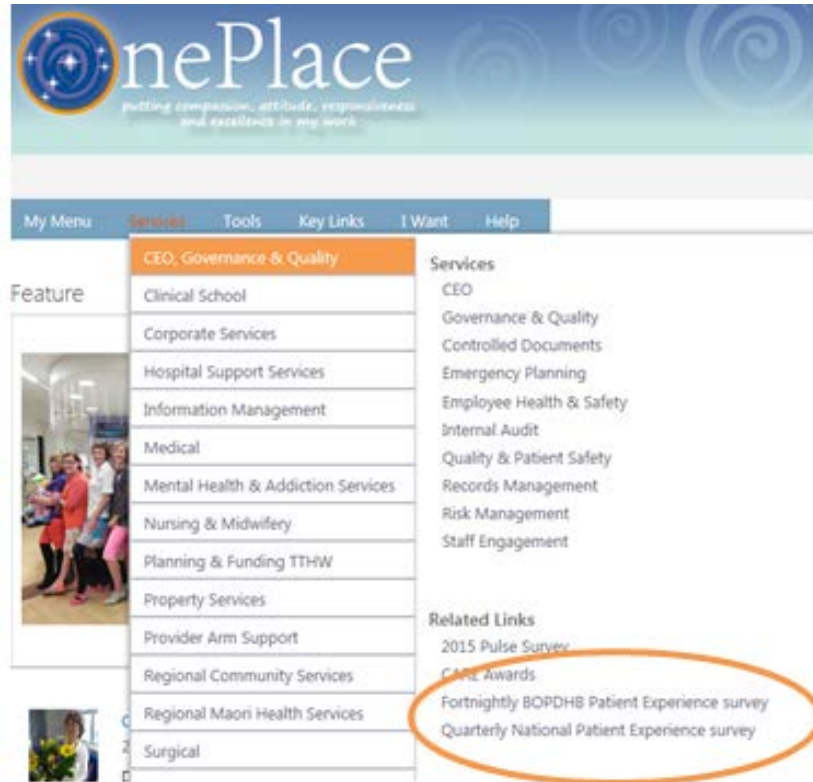 OnePlace
putting compassion, attitude, responsiveness
and excellence in my work
My Menu Services Tools Key Links I Want Help
Feature
CEO, Governance & Quality
Clinical School
Corporate Services
Hospital Support Services
Information Management
Medical
Mental Health & Addiction Services
Nursing & Midwifery
Planning & Funding TTHW
Property Services
Provider Arm Support
Regional Community Services
Regional Maori Health Services
Surgical
Services
CEO
Governance & Quality
Controlled Documents
Emergency Planning
Employee Health & Safety
Internal Audit
Quality & Patient Safety
Records Management
Risk Management
Staff Engagement
Related Links
2015 Pulse Survey
CARE Awards
Fortnightly BOPDHB Patient Experience survey
Quarterly National Patient Experience survey